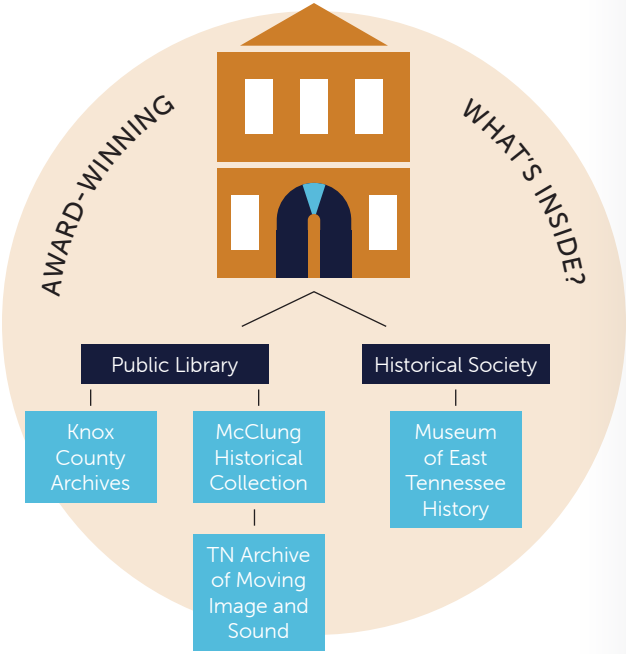 AWARD-WINNING
WHAT'S INSIDE?
Public Library
Historical Society
Knox
County
Archives
McClung
Historical
Collection
Museum
of East
Tennessee
History
TN Archive
of Moving
Image and
Sound